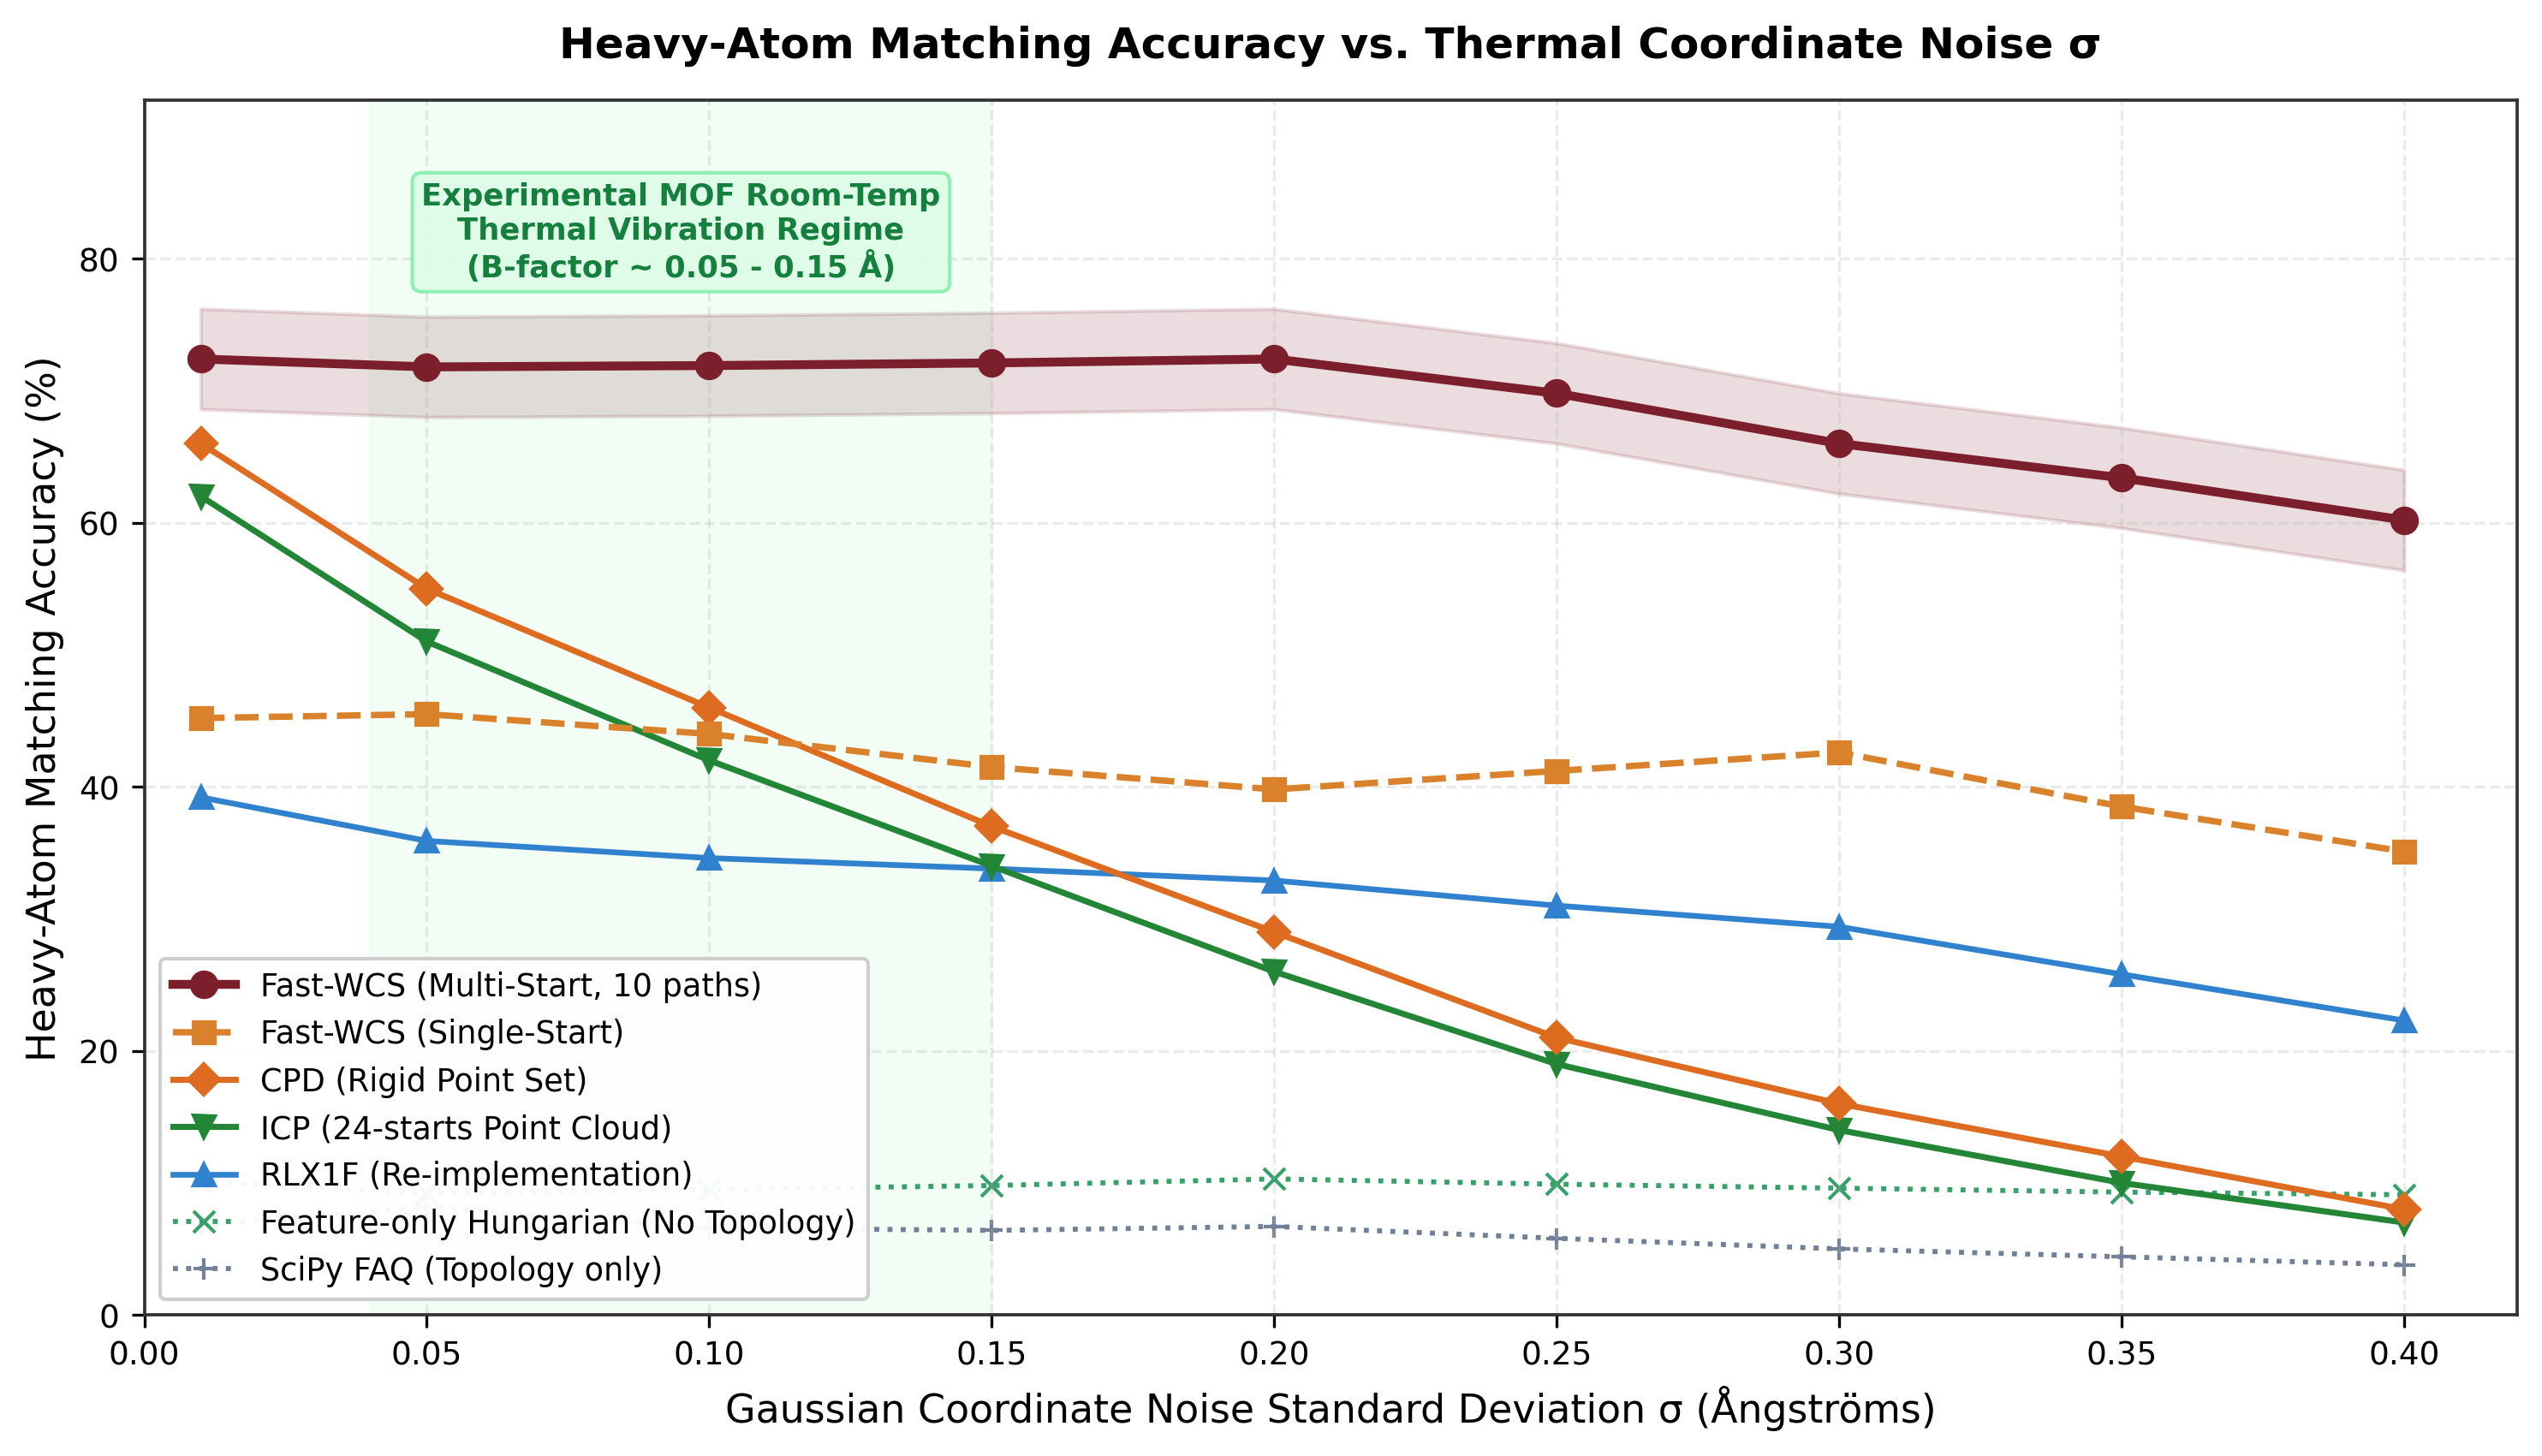 Heavy-Atom Matching Accuracy vs. Thermal Coordinate Noise σ
Experimental MOF Room-Temp
Thermal Vibration Regime
(B-factor ~ 0.05 - 0.15 Å)
Heavy-Atom Matching Accuracy (%)
80
60
40
20
0
Fast-WCS (Multi-Start, 10 paths)
Fast-WCS (Single-Start)
CPD (Rigid Point Set)
ICP (24-starts Point Cloud)
RLX1F (Re-implementation)
Feature-only Hungarian (No Topology)
SciPy FAQ (Topology only)
0.00 0.05 0.10 0.15 0.20 0.25 0.30 0.35 0.40
Gaussian Coordinate Noise Standard Deviation σ (Ångströms)